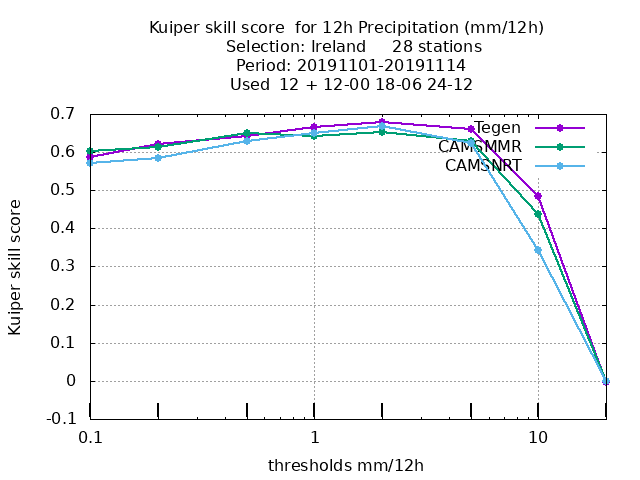 Kuiper skill score  for 12h Precipitation (mm/12h)
Selection: Ireland     28 stations
Period: 20191101-20191114
Used  12 + 12-00 18-06 24-12
Kuiper skill score
0.7
0.6
0.5
0.4
0.3
0.2
0.1
0
-0.1
Tegen
CAMSMMR
CAMSNRT
0.1
1
10
thresholds mm/12h